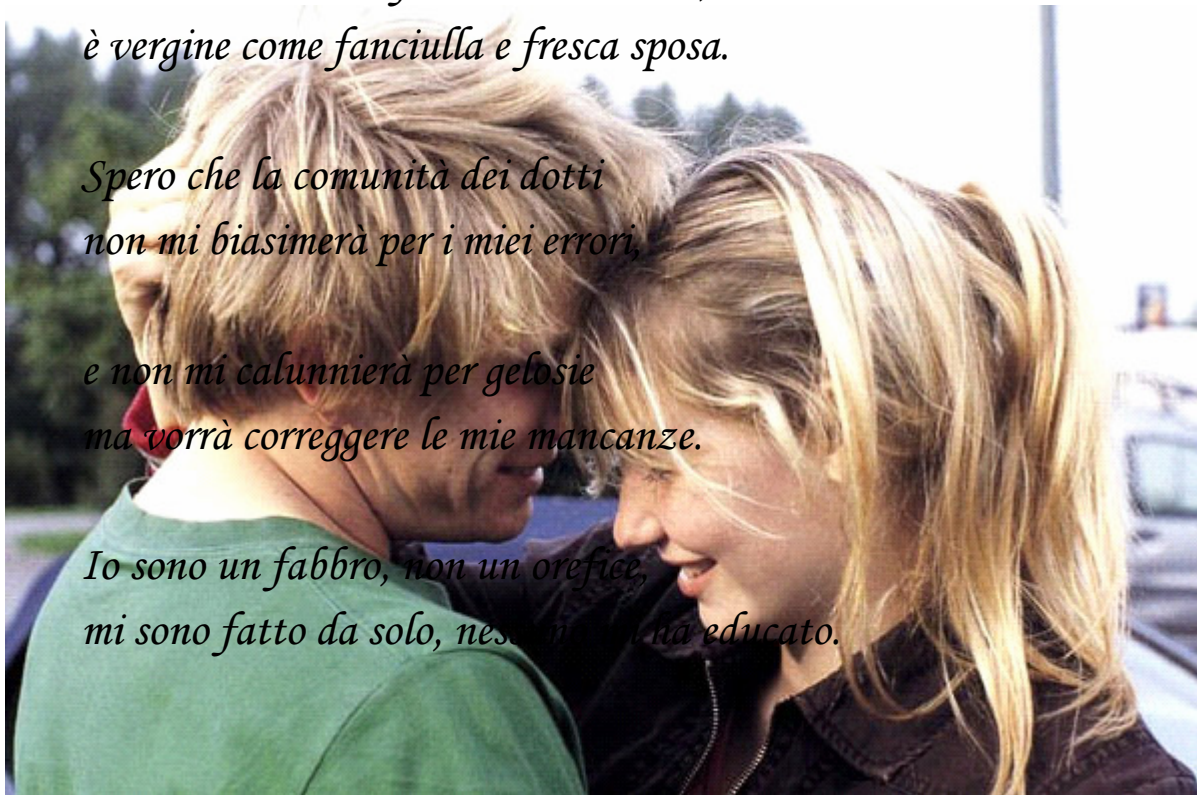 è vergine come fanciulla e fresca sposa.
Spero che la comunità dei dotti
non mi biasimerà per i miei errori,
e non mi calunnierà per gelosie
ma vorrà correggere le mie mancanze.
Io sono un fabbro, non un orefice,
mi sono fatto da solo, ha educato.